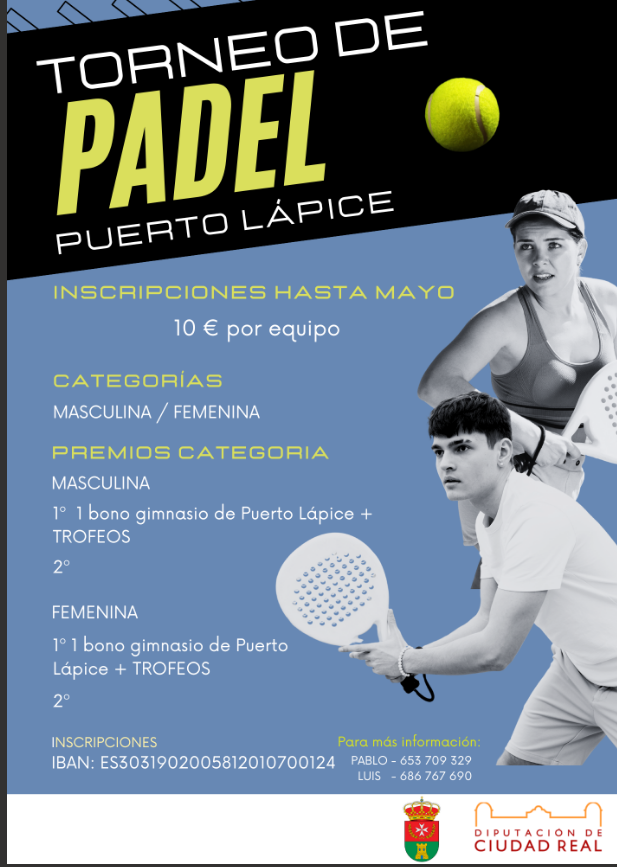 TORNEO DE
PADEL
PUERTO LÁPICE
INSCRIPCIONES HASTA MAYO
10 € por equipo
CATEGORÍAS
MASCULINA / FEMENINA
PREMIOS CATEGORIA
MASCULINA
1º 1 bono gimnasio de Puerto Lápice +
TROFEOS
2º
FEMENINA
1º 1 bono gimnasio de Puerto
Lápice + TROFEOS
2º
INSCRIPCIONES
IBAN: ES3031902005812010700124
Para más información:
PABLO - 653 709 329
LUIS - 686 767 690
DIPUTACIÓN DE
CIUDAD REAL